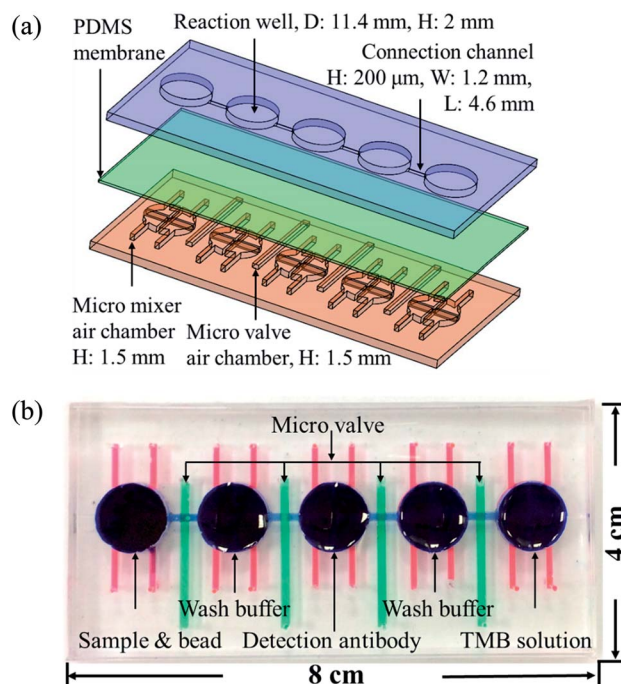 (a)
PDMS
membrane
Reaction well, D: 11.4 mm, H: 2 mm
Connection channel
H: 200 μm, W: 1.2 mm,
L: 4.6 mm
Micro mixer
air chamber
H: 1.5 mm
Micro valve
air chamber, H: 1.5 mm
(b)
Micro valve
Wash buffer
Wash buffer
Sample & bead
Detection antibody
TMB solution
4 cm
8 cm